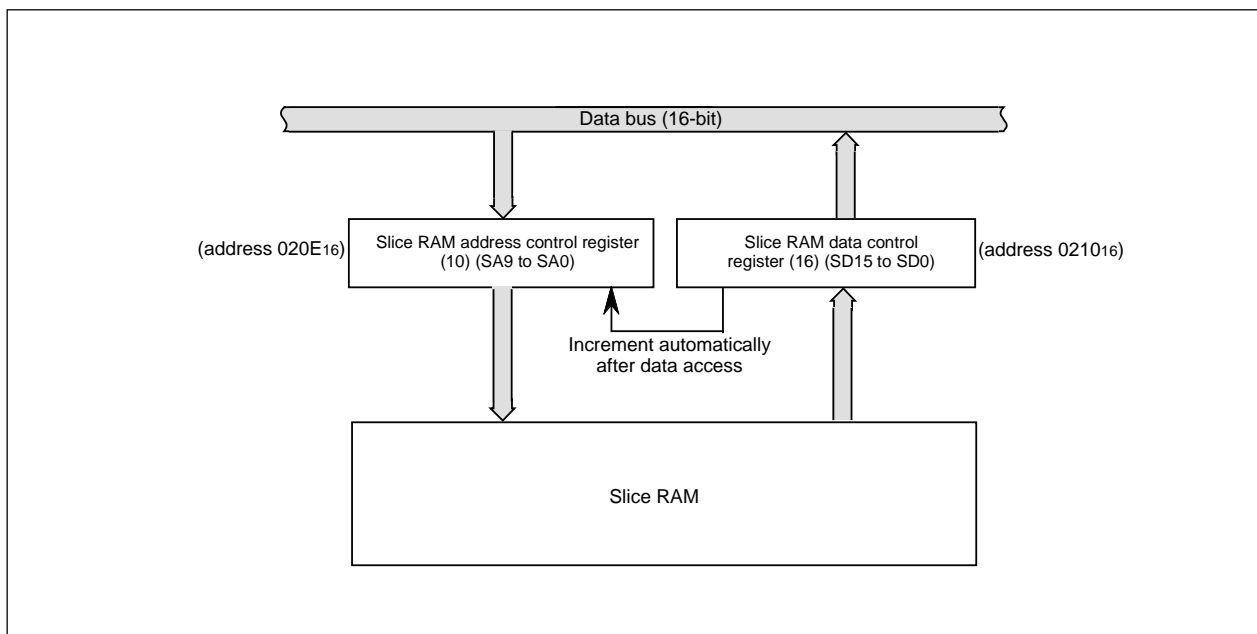 Data bus (16-bit)
(address 020E16)
Slice RAM address control register
(10) (SA9 to SA0)
Slice RAM data control
register (16) (SD15 to SD0)
(address 021016)
Increment automatically
after data access
Slice RAM